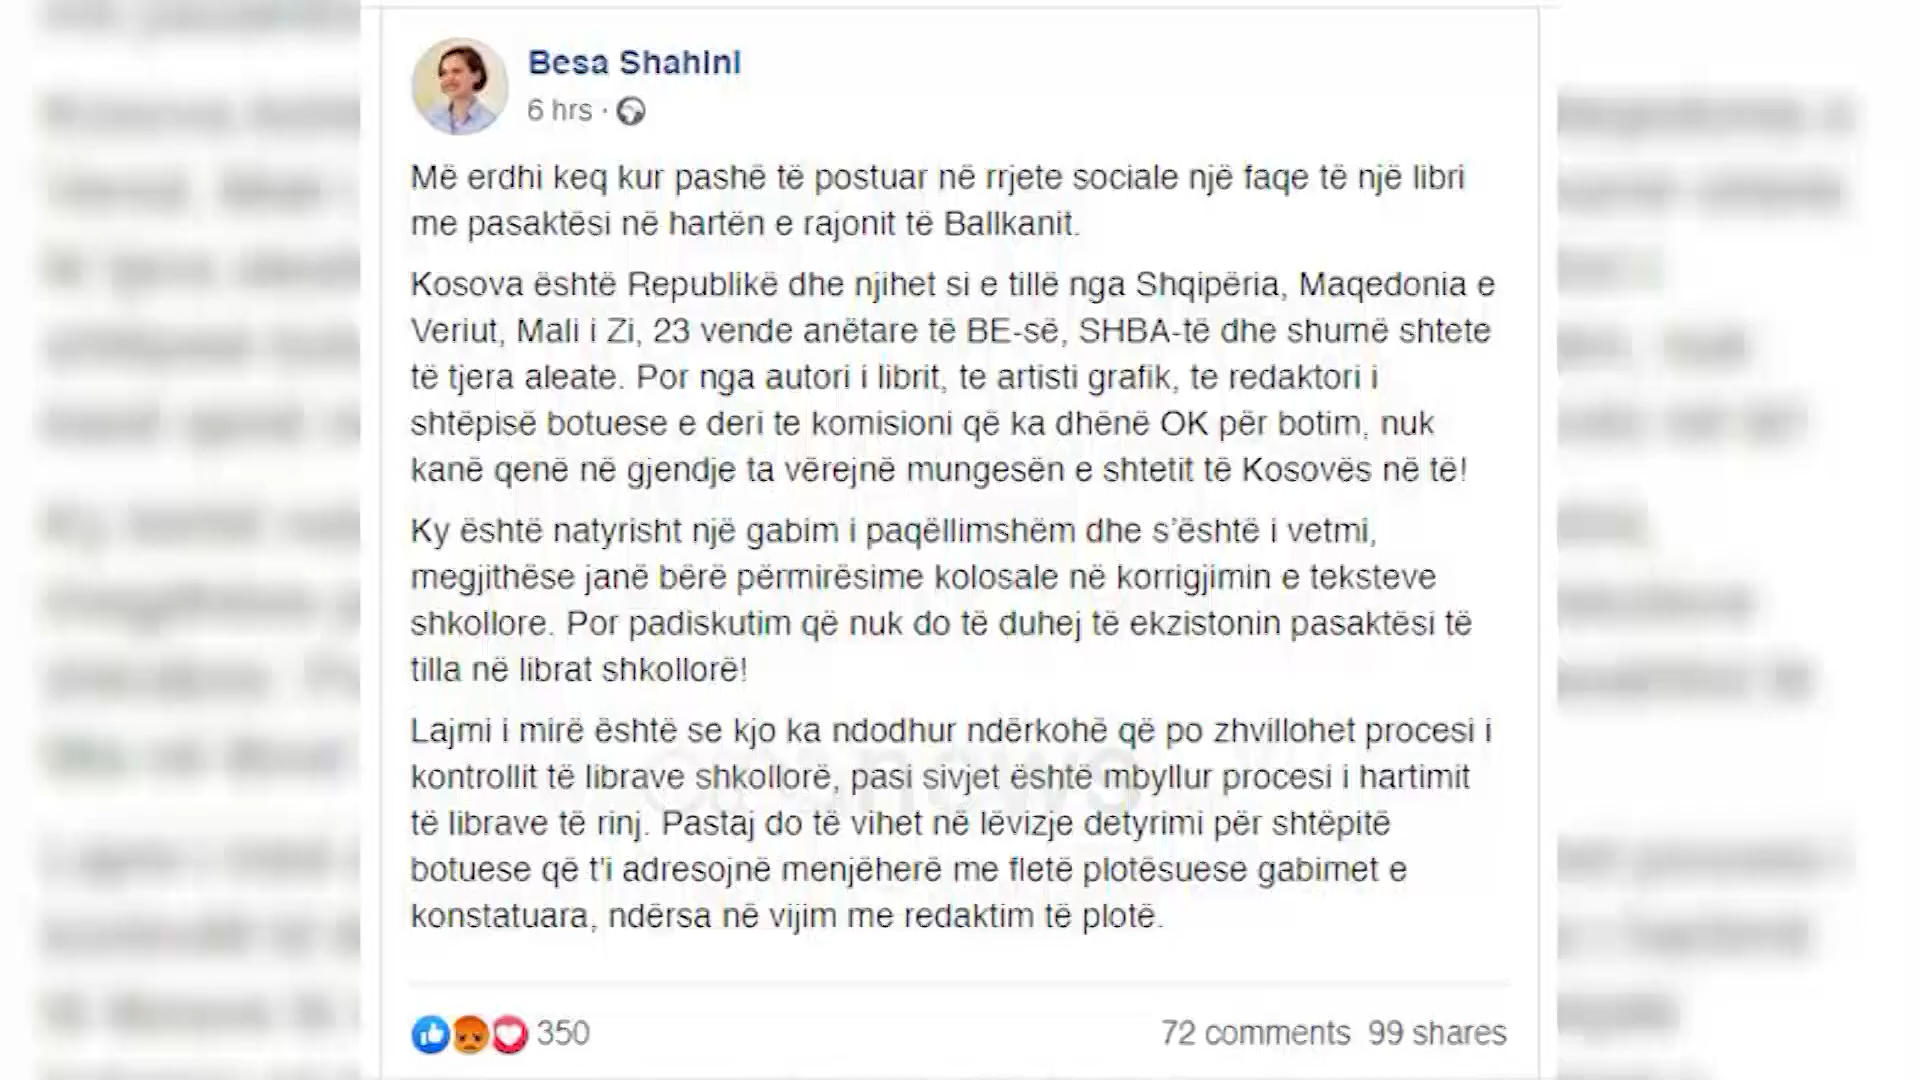 Besa Shahini
6 hrs ·
Më erdhi keq kur pashë të postuar në rrjete sociale një faqe të një libri
me pasaktësi në hartën e rajonit të Ballkanit.
Kosova është Republikë dhe njihet si e tillë nga Shqipëria, Maqedonia e
Veriut, Mali i Zi, 23 vende anëtare të BE-së, SHBA-të dhe shumë shtete
të tjera aleate. Por nga autori i librit, te artisti grafik, te redaktori i
shtëpisë botuese e deri te komisioni që ka dhënë OK për botim, nuk
kanë qenë në gjendje ta vërejnë mungesën e shtetit të Kosovës në të!
Ky është natyrisht një gabim i paqëllimshëm dhe s'është i vetmi,
megjithëse janë bërë përmirësime kolosale në korrigjimin e teksteve
shkollore. Por padiskutim që nuk do të duhej të ekzistonin pasaktësi të
tilla në librat shkollorë!
Lajmi i mirë është se kjo ka ndodhur ndërkohë që po zhvillohet procesi i
kontrollit të librave shkollorë, pasi sivjet është mbyllur procesi i hartimit
të librave të rinj. Pastaj do të vihet në lëvizje detyrimi për shtëpitë
botuese që t'i adresojnë menjëherë me fletë plotësuese gabimet e
konstatuara, ndërsa në vijim me redaktim të plotë.
350
72 comments 99 shares